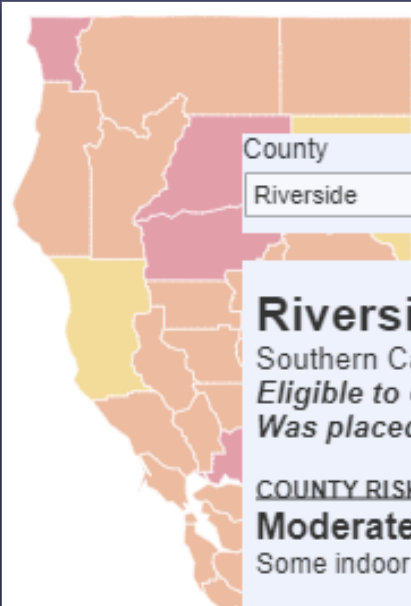 County
Riverside
Riversi
Southern Ca
Eligible to
Was placed
COUNTY RISK
Moderate
Some indoor